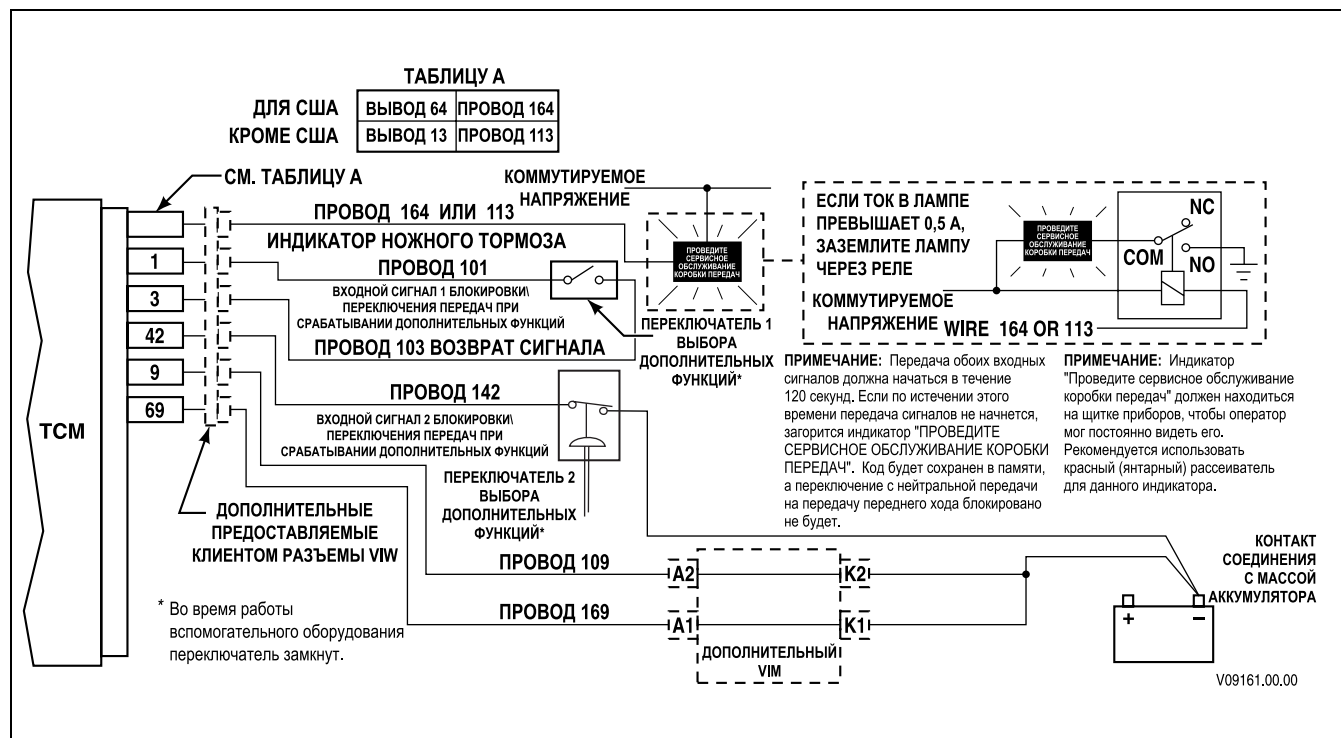 ТАБЛИЦУ А
ДЛЯ США ВЫВОД 64 ПРОВОД 164
КРОМЕ США ВЫВОД 13 ПРОВОД 113
СМ. ТАБЛИЦУ А
TCM
1
3
42
9
69
ПРОВОД 164 ИЛИ 113
ИНДИКАТОР НОЖНОГО ТОРМОЗА
ПРОВОД 101
ВХОДНОЙ СИГНАЛ 1 БЛОКИРОВКИ\
ПЕРЕКЛЮЧЕНИЯ ПЕРЕДАЧ ПРИ
СРАБАТЫВАНИИ ДОПОЛНИТЕЛЬНЫХ ФУНКЦИЙ
ПРОВОД 103 ВОЗВРАТ СИГНАЛА
ПРОВОД 142
ВХОДНОЙ СИГНАЛ 2 БЛОКИРОВКИ\
ПЕРЕКЛЮЧЕНИЯ ПЕРЕДАЧ ПРИ
СРАБАТЫВАНИИ ДОПОЛНИТЕЛЬНЫХ ФУНКЦИЙ
КОММУТИРУЕМОЕ
НАПРЯЖЕНИЕ
ПРОВЕДИТЕ
СЕРВИСНОЕ
ОБСЛУЖИВАНИЕ
КОРОБКИ ПЕРЕДАЧ
ПЕРЕКЛЮЧАТЕЛЬ 1
ВЫБОРА
ДОПОЛНИТЕЛЬНЫХ
ФУНКЦИЙ*
ПЕРЕКЛЮЧАТЕЛЬ 2
ВЫБОРА
ДОПОЛНИТЕЛЬНЫХ
ФУНКЦИЙ*
ЕСЛИ ТОК В ЛАМПЕ
ПРЕВЫШАЕТ 0,5 А,
ЗАЗЕМЛИТЕ ЛАМПУ
ЧЕРЕЗ РЕЛЕ
ПРОВЕДИТЕ
СЕРВИСНОЕ
ОБСЛУЖИВАНИЕ
КОРОБКИ ПЕРЕДАЧ
NC
COM
NO
КОММУТИРУЕМОЕ
НАПРЯЖЕНИЕ
WIRE 164 OR 113
ПРИМЕЧАНИЕ: Передача обоих входных
сигналов должна начаться в течение
120 секунд. Если по истечении этого
времени передача сигналов не начнется,
загорится индикатор "ПРОВЕДИТЕ
СЕРВИСНОЕ ОБСЛУЖИВАНИЕ КОРОБКИ
ПЕРЕДАЧ". Код будет сохранен в памяти,
а переключение с нейтральной передачи
на передачу переднего хода блокировано
не будет.
ПРИМЕЧАНИЕ: Индикатор
"Проведите сервисное обслуживание
коробки передач" должен находиться
на щитке приборов, чтобы оператор
мог постоянно видеть его.
Рекомендуется использовать
красный (янтарный) рассеиватель
для данного индикатора.
ДОПОЛНИТЕЛЬНЫЕ
ПРЕДОСТАВЛЯЕМЫЕ
КЛИЕНТОМ РАЗЪЕМЫ VIW
ПРОВОД 109
A2
K2
ПРОВОД 169
A1
K1
ДОПОЛНИТЕЛЬНЫЙ
VIM
КОНТАКТ
СОЕДИНЕНИЯ
С МАССОЙ
АККУМУЛЯТОРА
+ −
* Во время работы
вспомогательного оборудования
переключатель замкнут.
V09161.00.00